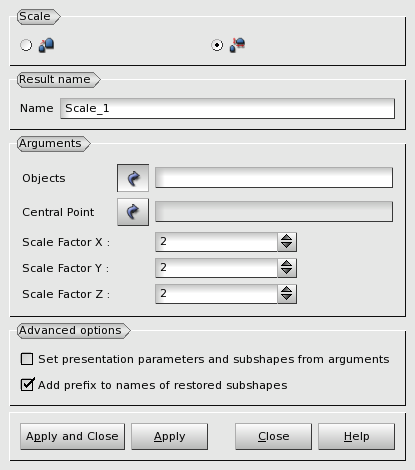 Scale
Result name
Name Scale_1
Arguments
Objects
Central Point
Scale Factor X : 2
Scale Factor Y : 2
Scale Factor Z : 2
Advanced options
Set presentation parameters and subshapes from arguments
Add prefix to names of restored subshapes
Apply and Close Apply Close Help